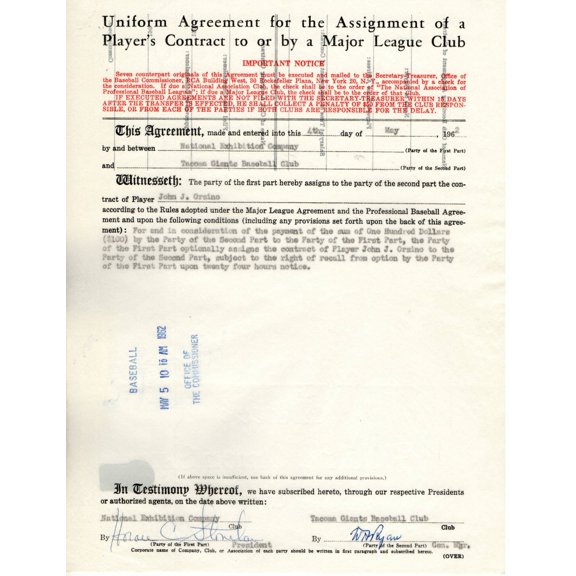 Uniform Agreement for the Assignment of a
Player's Contract to or by a Major League Club
IMPORTANT NOTICE
Seven counterpart originals of this Agreement must be executed and mailed to the Secretary-Treasurer, Office of
the Baseball Commissioner, RCA Building West, 30 Rockefeller Plaza, New York 20, N.Y., accompanied by a check for
the consideration. If due a National Association Club, the check shall be to the order of "The National Association of
Professional Baseball Leagues"; if due a Major League Club, the check shall be to the order of that Club.
IF EXECUTED AGREEMENTS ARE NOT FILED WITH THE SECRETARY-TREASURER WITHIN 15 DAYS
AFTER THE TRANSFER IS EFFECTED, HE SHALL COLLECT A PENALTY OF $50 FROM THE CLUB RESPON-
SIBLE, OR FROM EACH OF THE PARTIES IF BOTH CLUBS ARE RESPONSIBLE FOR THE DELAY.
This Agreement, made and entered into this 4th day of May 1962
by and between National Exhibition Company
(Party of the First Part)
and Tacoma Giants Baseball Club
(Party of the Second Part)
Witnesseth: The party of the first part hereby assigns to the party of the second part the con-
tract of Player John J. Orsino
according to the Rules adopted under the Major League Agreement and the Professional Baseball Agree-
ment and upon the following conditions (including any provisions set forth upon back of this agree-
ment): For and in consideration of the payment of the sum of One Hundred Dollars
($100) by the Party of the Second Part to the Party of the First Part, the Party
of the First Part optionally assigns the contract of Player John J. Orsino to the
Party of the Second Part, subject to the right of recall from option by the Party
of the First Part upon twenty four hours notice.
BASEBALL
MAY 5 10 16 AM 1962
OFFICE OF
THE COMMISSIONER
(If above space is insufficient, use back of this agreement for any additional provisions.)
In Testimony Whereof, we have subscribed hereto, through our respective Presidents
or authorized agents, on the date above written:
National Exhibition Company Club
Tacoma Giants Baseball Club Club
By Horace C Stoneham President
(Party of the First Part)
By Gen. Mgr.
(Party of the Second Part)
Corporate name of Company, Club, or Association of each party should be written in first paragraph and subscribed hereto.
(OVER)